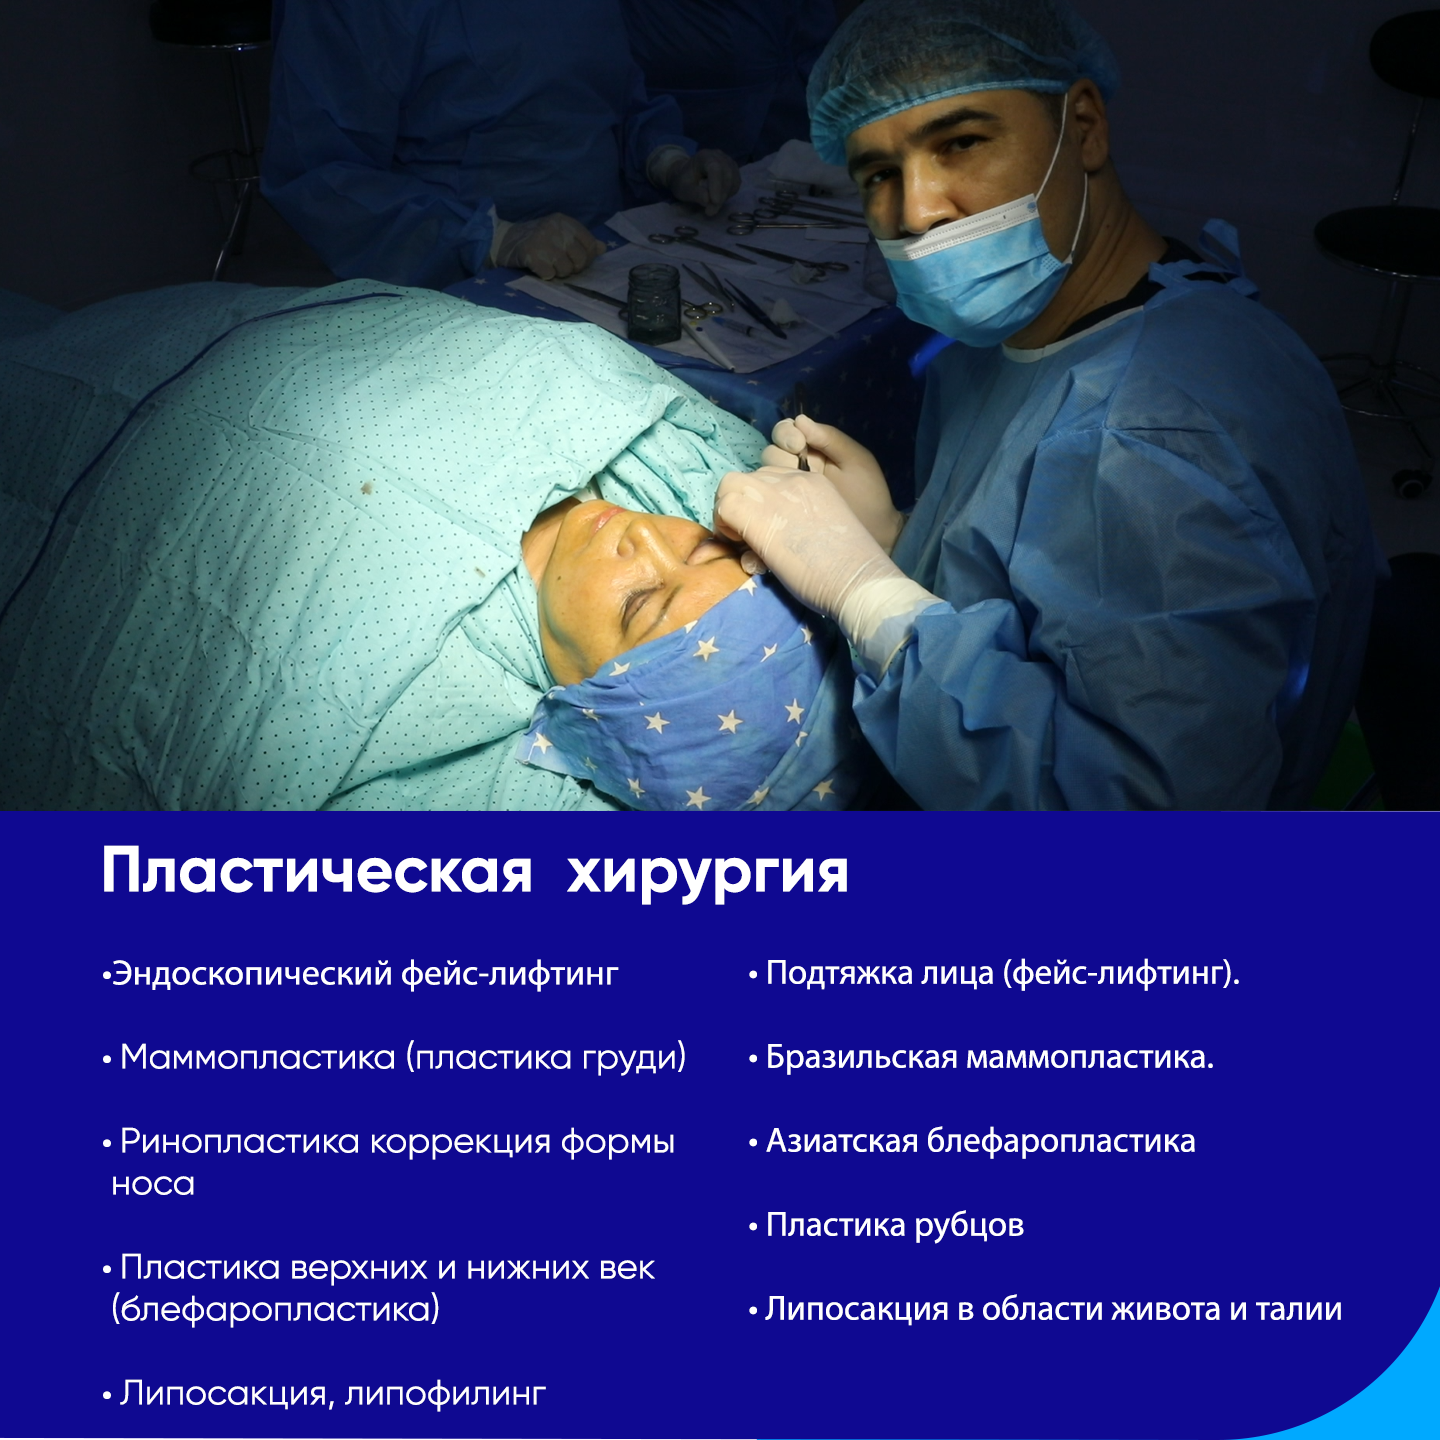 Пластическая хирургия
•Эндоскопический фейс-лифтинг
• Маммопластика (пластика груди)
• Ринопластика коррекция формы
носа
• Пластика верхних и нижних век
(блефаропластика)
• Липосакция, липофилинг
• Подтяжка лица (фейс-лифтинг).
• Бразильская маммопластика.
• Азиатская блефаропластика
• Пластика рубцов
• Липосакция в области живота и талии